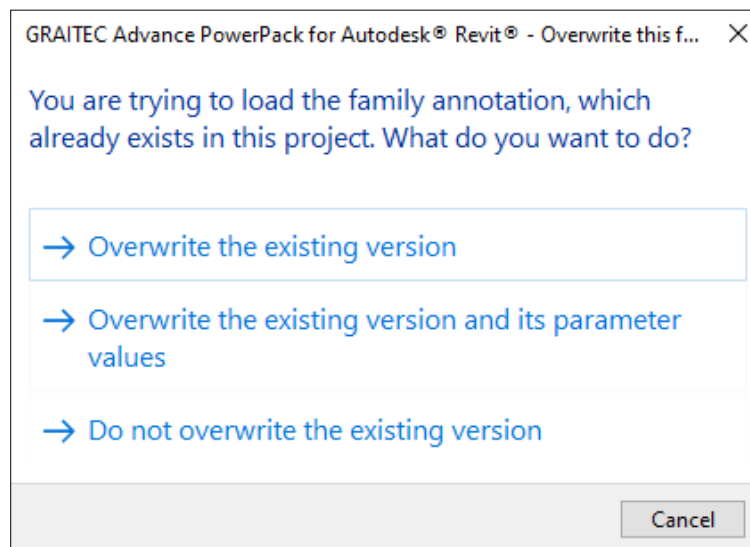 GRAITEC Advance PowerPack for Autodesk® Revit® - Overwrite this f...
You are trying to load the family annotation, which
already exists in this project. What do you want to do?
Overwrite the existing version
Overwrite the existing version and its parameter
values
Do not overwrite the existing version
Cancel